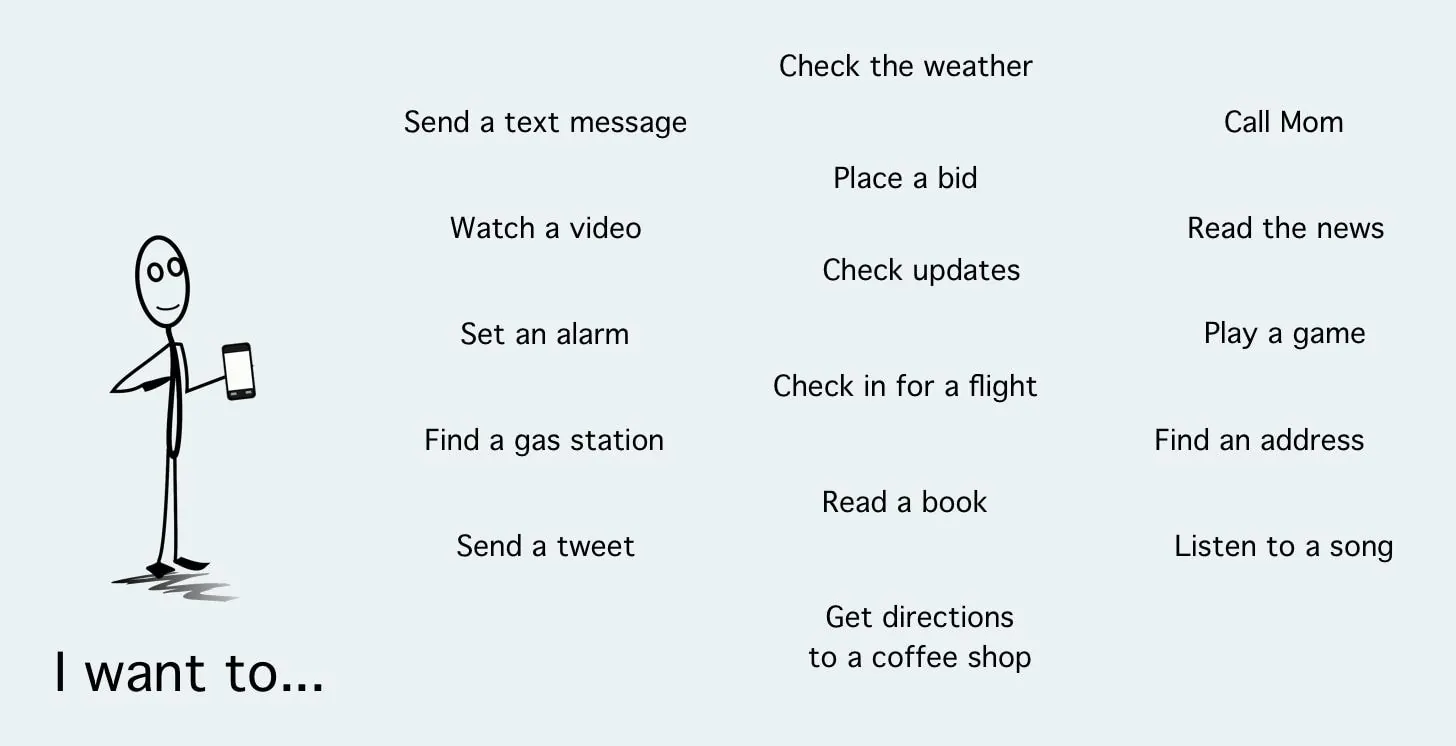 Check the weather
Send a text message
Call Mom
Place a bid
Watch a video
Read the news
Check updates
Set an alarm
Play a game
Check in for a flight
Find a gas station
Find an address
Read a book
Send a tweet
Listen to a song
Get directions
to a coffee shop
I want to...